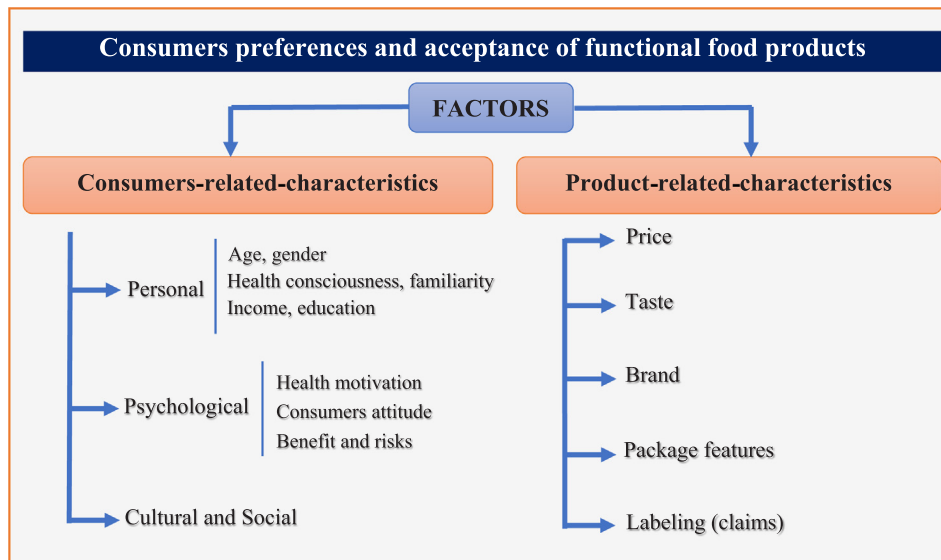 Consumers preferences and acceptance of functional food products
FACTORS
Consumers-related-characteristics
Personal
Age, gender
Health consciousness, familiarity
Income, education
Psychological
Health motivation
Consumers attitude
Benefit and risks
Cultural and Social
Product-related-characteristics
Price
Taste
Brand
Package features
Labeling (claims)